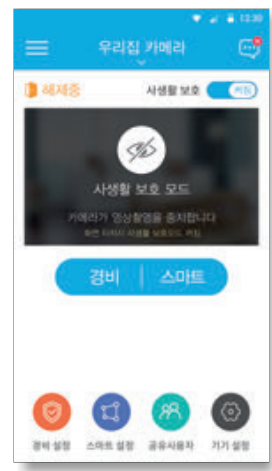 12:30
우리집 카메라
해제중
사생활 보호
켜짐
사생활 보호 모드
카메라가 영상촬영을 중지합니다
경비
스마트
경비 설정
스마트 설정
공유사용자
기기 설정